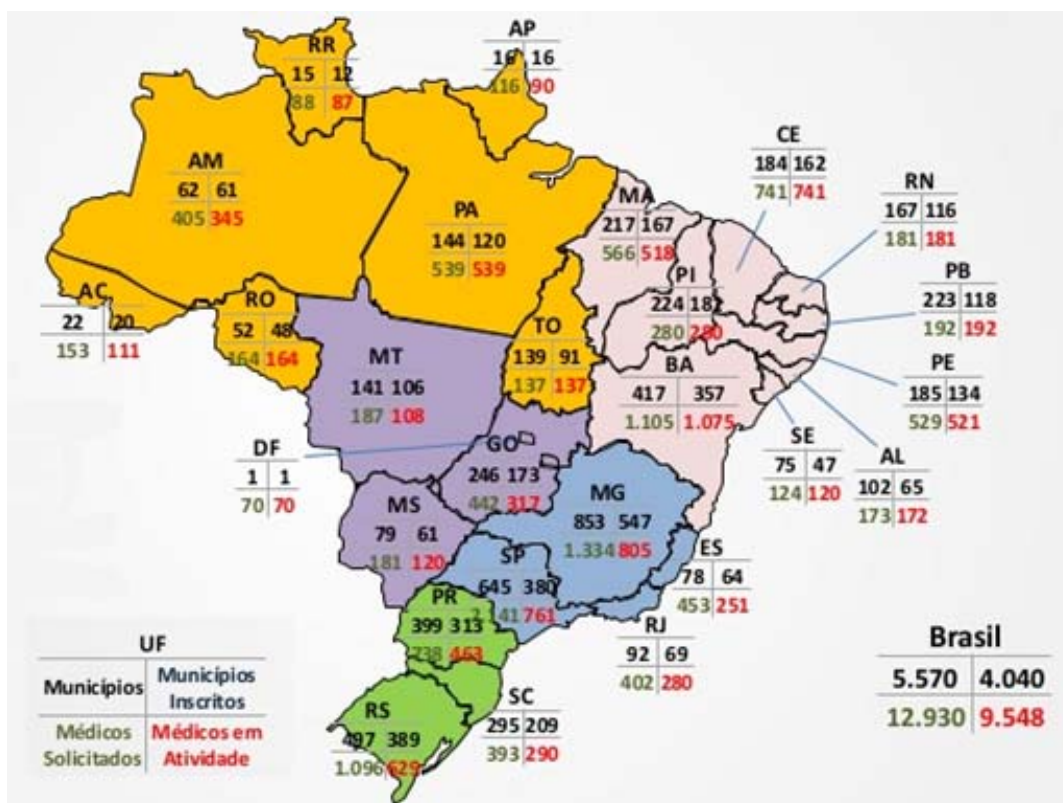 RR
15 12
88 87
AP
16 16
116 90
AM
62 61
405 345
PA
144 120
539 539
AC
22 20
153 111
RO
52 48
164 164
TO
139 91
137 137
MA
217 167
566 518
PI
224 182
280 280
CE
184 162
741 741
RN
167 116
181 181
PB
223 118
192 192
PE
185 134
529 521
AL
102 65
173 172
SE
75 47
124 120
BA
417 357
1.105 1.075
MT
141 106
187 108
DF
1 1
70 70
GO
246 173
442 317
MS
79 61
181 120
MG
853 547
1.334 805
ES
78 64
453 251
SP
645 380
761
RJ
92 69
402 280
PR
399 313
738 463
SC
295 209
393 290
RS
497 389
1.096 629
UF
Municípios
Municípios
Inscritos
Médicos
Solicitados
Médicos em
Atividade
Brasil
5.570 4.040
12.930 9.548